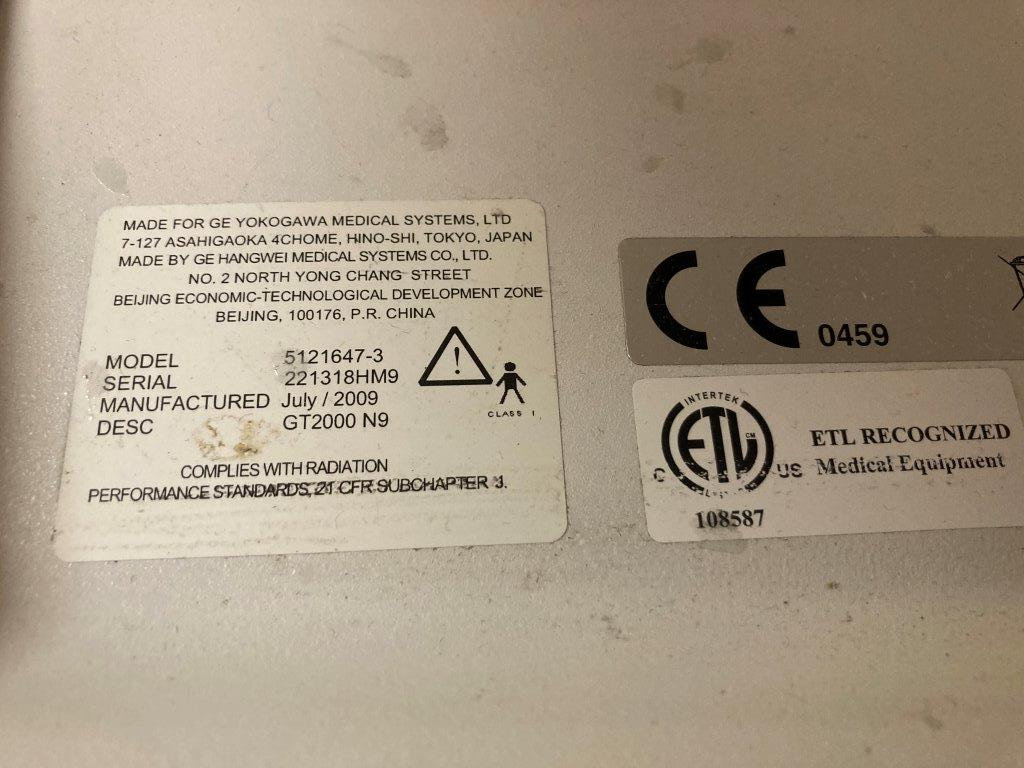 MADE FOR GE YOKOGAWA MEDICAL SYSTEMS, LTD
7-127 ASAHIGAOKA 4CHOME, HINO-SHI, TOKYO, JAPAN
MADE BY GE HANGWEI MEDICAL SYSTEMS CO., LTD.
NO. 2 NORTH YONG CHANG STREET
BEIJING ECONOMIC-TECHNOLOGICAL DEVELOPMENT ZONE
BEIJING, 100176, P.R. CHINA
MODEL 5121647-3
SERIAL 221318HM9
MANUFACTURED July / 2009
DESC GT2000 N9
!
CLASS I
COMPLIES WITH RADIATION
PERFORMANCE STANDARDS, 21 CFR SUBCHAPTER J.
CE 0459
INTERTEK
ETL CM
C US
ETL RECOGNIZED
Medical Equipment
108587